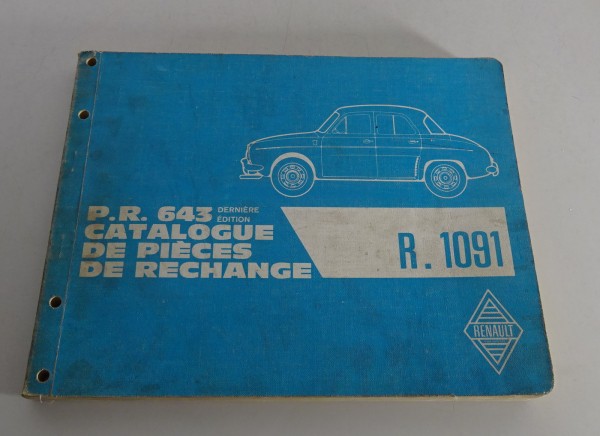 P.R. 643 DERNIÈRE ÉDITION
CATALOGUE
DE PIÈCES
DE RECHANGE
R. 1091
RENAULT